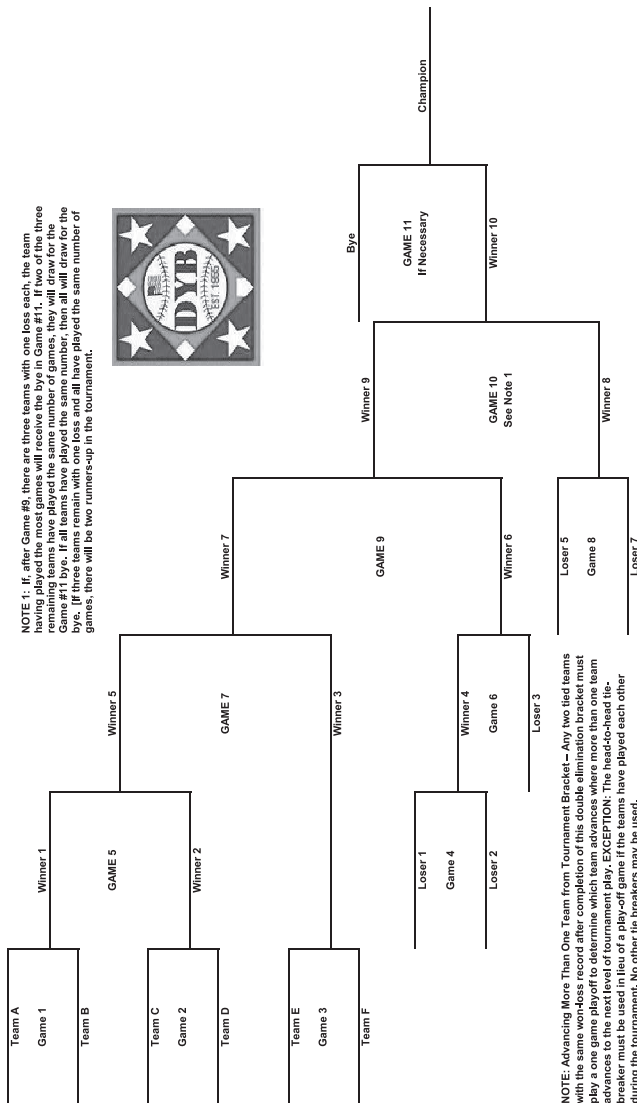 NOTE 1:  If, after Game #9, there are three teams with one loss each, the team
having played the most games will receive the bye in Game #11.  If two of the three
remaining teams have played the same number of games, they will draw for the
Game #11 bye.  If all teams have played the same number, then all will draw for the
bye.  [If three teams remain with one loss and all have played the same number of
games, there will be two runners-up in the tournament.
DYB
EST. 1955
Team A
Game 1
Team B
Team C
Game 2
Team D
Team E
Game 3
Team F
Winner 1
GAME 5
Winner 2
Loser 1
Game 4
Loser 2
Winner 5
GAME 7
Winner 3
Winner 4
Game 6
Loser 3
Winner 7
GAME 9
Winner 6
Loser 5
Game 8
Loser 7
Winner 9
GAME 10
See Note 1
Winner 8
Bye
GAME 11
If Necessary
Winner 10
Champion
NOTE: Advancing More Than One Team from Tournament Bracket – Any two tied teams
with the same won-loss record after completion of this double elimination bracket must
play a one game playoff to determine which team advances where more than one team
advances to the next level of tournament play. EXCEPTION: The head-to-head tie-
breaker must be used in lieu of a play-off game if the teams have played each other
during the tournament. No other tie breakers may be used.